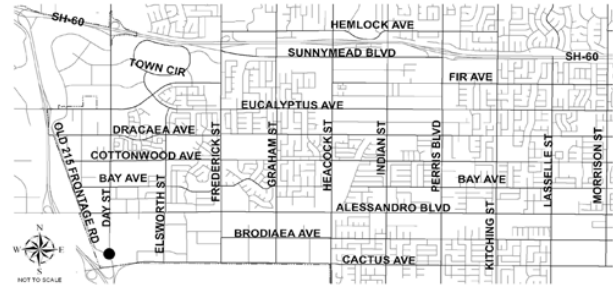 HEMLOCK AVE
SH-60
SUNNYMEAD BLVD
SH-60
TOWN CIR
FIR AVE
EUCALYPTUS AVE
DRACAEA AVE
COTTONWOOD AVE
BAY AVE
BAY AVE
OLD 215 FRONTAGE RD
DAY ST
ELSWORTH ST
FREDERICK ST
GRAHAM ST
HEACOCK ST
INDIAN ST
PERRIS BLVD
KITCHING ST
LASSELLE ST
MORRISON ST
ALESSANDRO BLVD
BRODIAEA AVE
CACTUS AVE
N
W
E
S
NOT TO SCALE